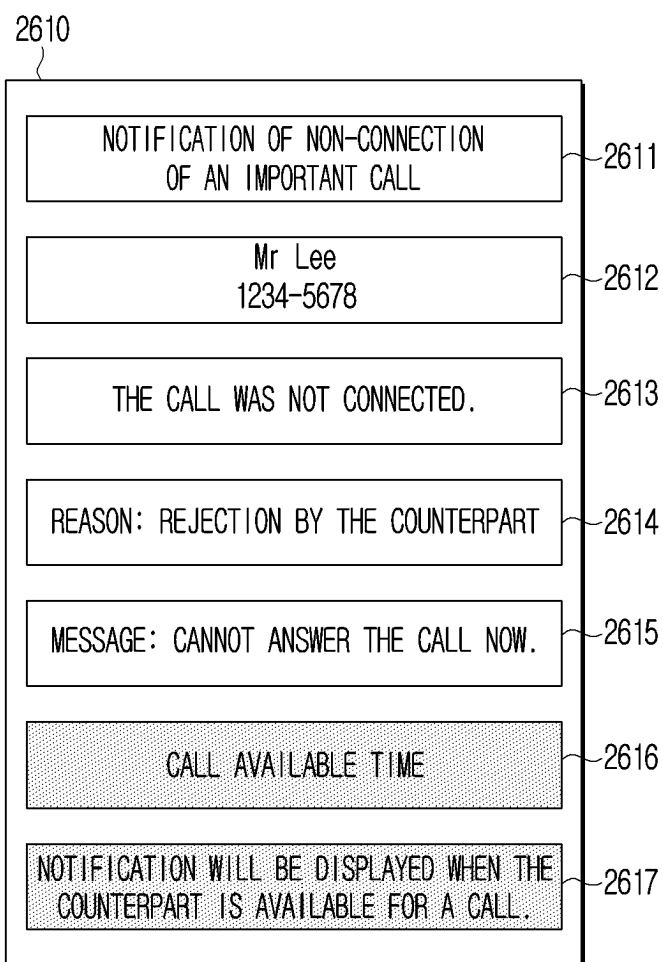 2610
NOTIFICATION OF NON-CONNECTION
OF AN IMPORTANT CALL
2611
Mr Lee
1234-5678
2612
THE CALL WAS NOT CONNECTED.
2613
REASON: REJECTION BY THE COUNTERPART
2614
MESSAGE: CANNOT ANSWER THE CALL NOW.
2615
CALL AVAILABLE TIME
2616
NOTIFICATION WILL BE DISPLAYED WHEN THE
COUNTERPART IS AVAILABLE FOR A CALL.
2617